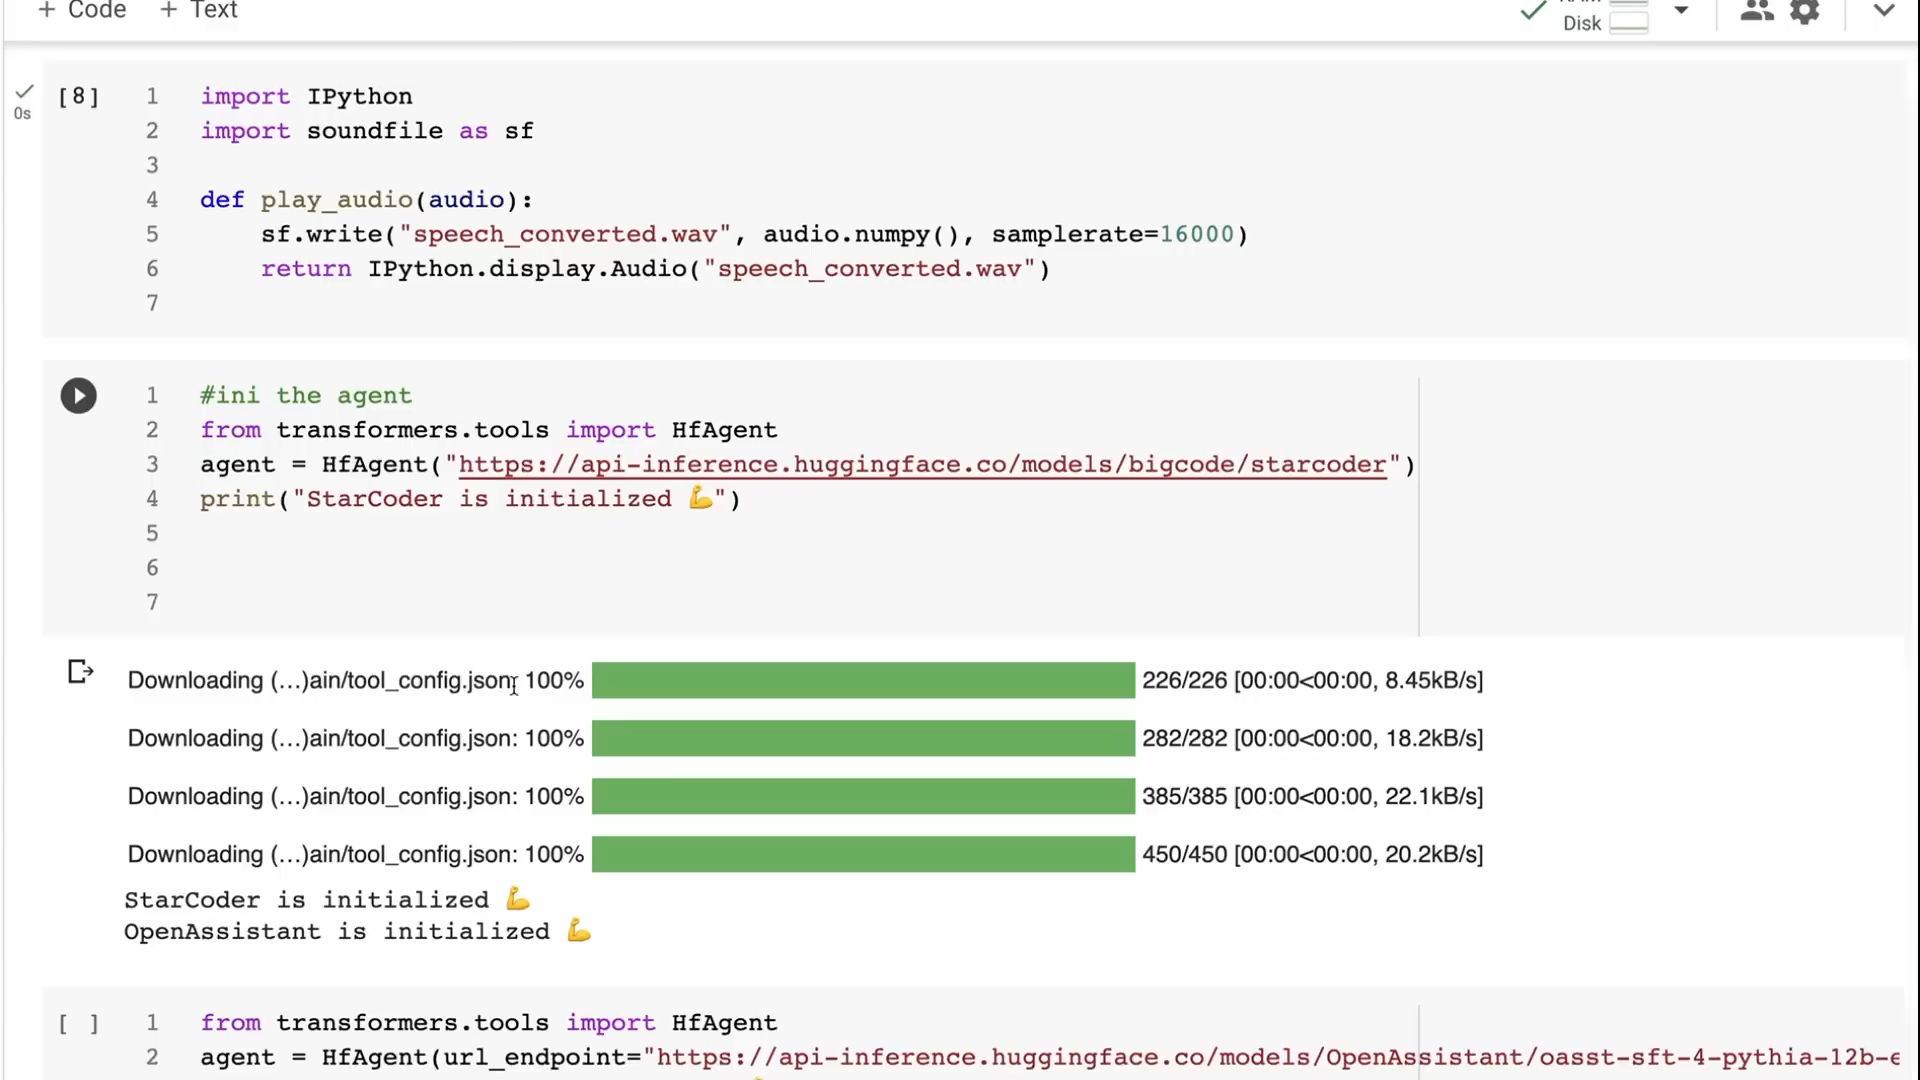 + Code + Text
Disk
0s
[8]
1 import IPython
2 import soundfile as sf
3
4 def play_audio(audio):
5 sf.write("speech_converted.wav", audio.numpy(), samplerate=16000)
6 return IPython.display.Audio("speech_converted.wav")
7
1 #ini the agent
2 from transformers.tools import HfAgent
3 agent = HfAgent("https://api-inference.huggingface.co/models/bigcode/starcoder")
4 print("StarCoder is initialized 💪")
5
6
7
Downloading (…)ain/tool_config.json: 100% 226/226 [00:00<00:00, 8.45kB/s]
Downloading (…)ain/tool_config.json: 100% 282/282 [00:00<00:00, 18.2kB/s]
Downloading (…)ain/tool_config.json: 100% 385/385 [00:00<00:00, 22.1kB/s]
Downloading (…)ain/tool_config.json: 100% 450/450 [00:00<00:00, 20.2kB/s]
StarCoder is initialized 💪
OpenAssistant is initialized 💪
[ ]
1 from transformers.tools import HfAgent
2 agent = HfAgent(url_endpoint="https://api-inference.huggingface.co/models/OpenAssistant/oasst-sft-4-pythia-12b-e